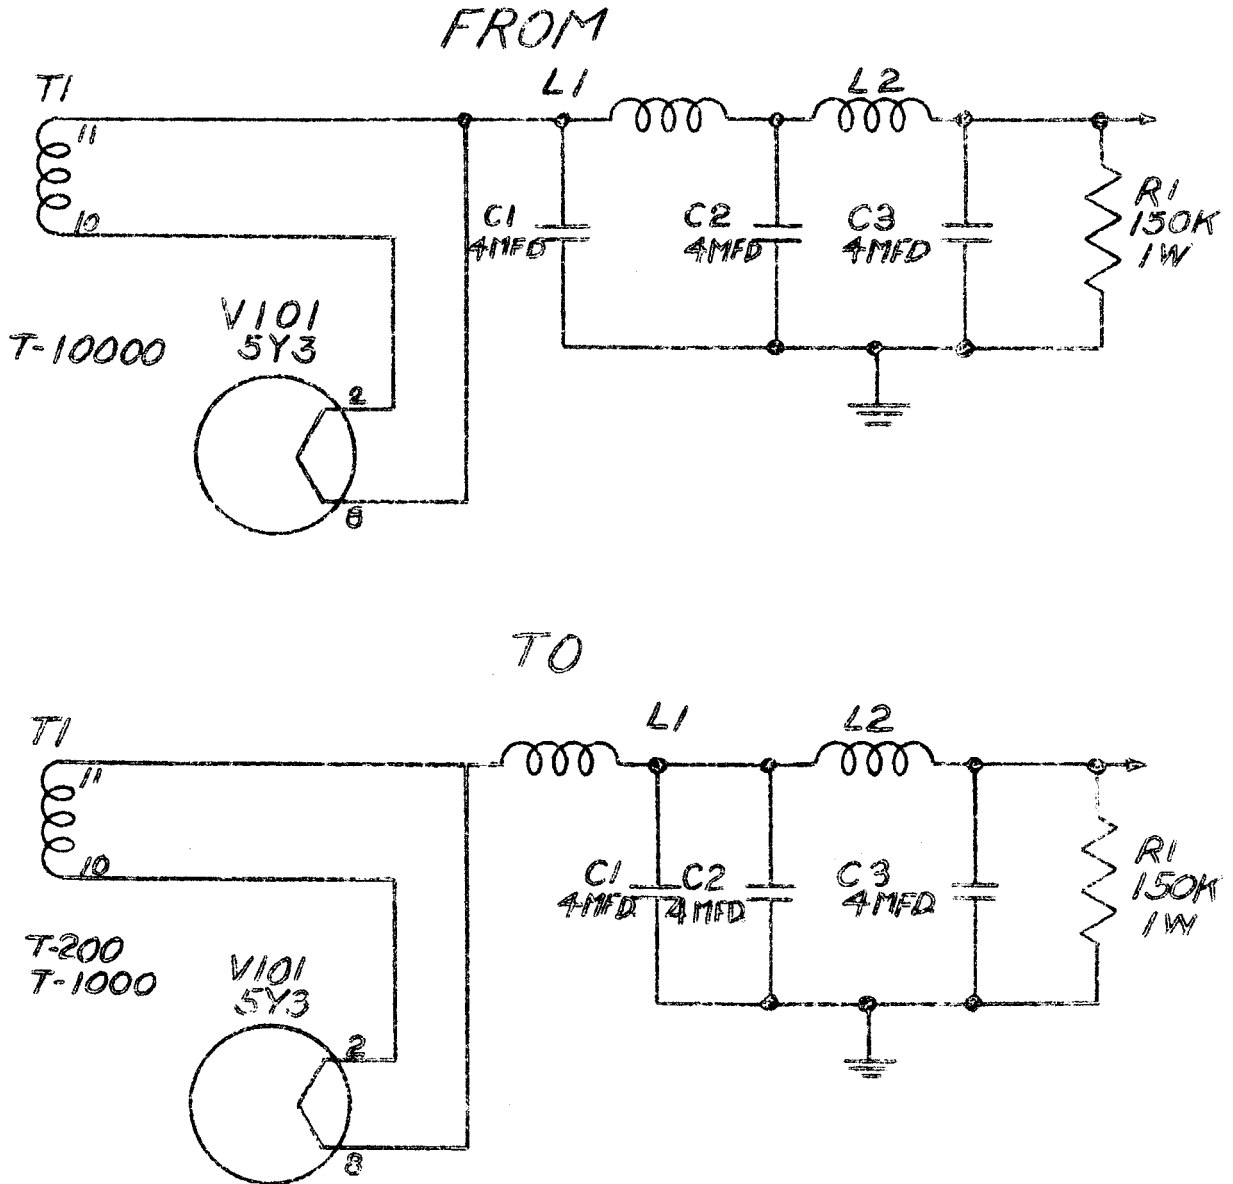 FROM
T1
L1
L2
11
10
C1
4MFD
C2
4MFD
C3
4MFD
R1
150K
1W
T-10000
V101
5Y3
2
8
TO
T1
L1
L2
11
10
C1
4MFD
C2
4MFD
C3
4MFD
R1
150K
1W
T-200
T-1000
V101
5Y3
2
8